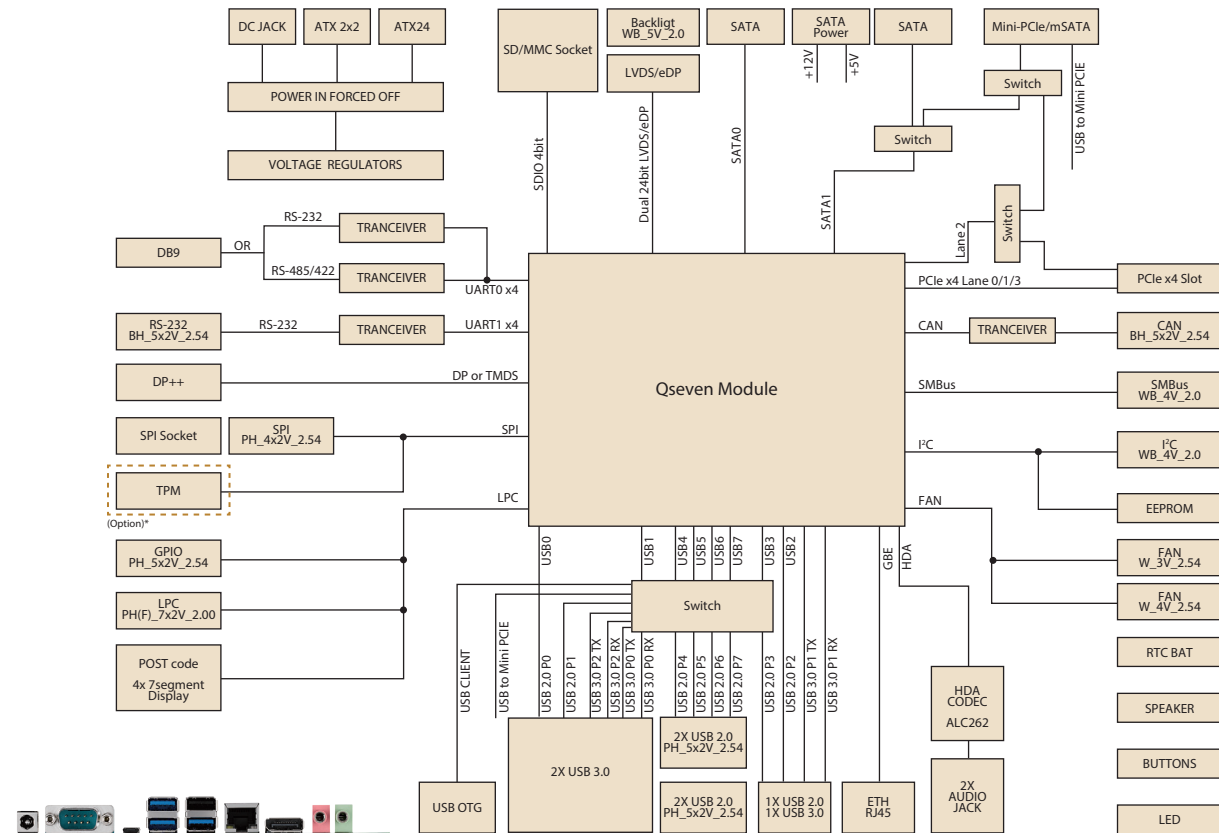 DC JACK
ATX 2x2
ATX24
POWER IN FORCED OFF
VOLTAGE REGULATORS
SD/MMC Socket
Backligt
WB_5V_2.0
LVDS/eDP
SATA
SATA
Power
SATA
Mini-PCIe/mSATA
+12V
+5V
Switch
Switch
USB to Mini PCIE
SDIO 4bit
Dual 24bit LVDS/eDP
SATA0
SATA1
Lane 2
Switch
DB9
OR
RS-232
TRANCEIVER
RS-485/422
TRANCEIVER
UART0 x4
RS-232
BH_5x2V_2.54
RS-232
TRANCEIVER
UART1 x4
DP++
DP or TMDS
SPI Socket
SPI
PH_4x2V_2.54
SPI
TPM
(Option)*
LPC
GPIO
PH_5x2V_2.54
LPC
PH(F)_7x2V_2.00
POST code
4x 7segment
Display
Qseven Module
PCIe x4 Lane 0/1/3
PCIe x4 Slot
CAN
TRANCEIVER
CAN
BH_5x2V_2.54
SMBus
SMBus
WB_4V_2.0
I²C
I²C
WB_4V_2.0
EEPROM
FAN
FAN
W_3V_2.54
FAN
W_4V_2.54
RTC BAT
SPEAKER
BUTTONS
LED
USB0
USB1
USB4
USB5
USB6
USB7
USB3
USB2
GBE
HDA
Switch
USB CLIENT
USB to Mini PCIE
USB 2.0 P0
USB 2.0 P1
USB 3.0 P2 TX
USB 3.0 P2 RX
USB 3.0 P0 TX
USB 3.0 P0 RX
USB 2.0 P4
USB 2.0 P5
USB 2.0 P6
USB 2.0 P7
USB 2.0 P3
USB 2.0 P2
USB 3.0 P1 TX
USB 3.0 P1 RX
HDA
CODEC
ALC262
USB OTG
2X USB 3.0
2X USB 2.0
PH_5x2V_2.54
2X USB 2.0
PH_5x2V_2.54
1X USB 2.0
1X USB 3.0
ETH
RJ45
2X
AUDIO
JACK